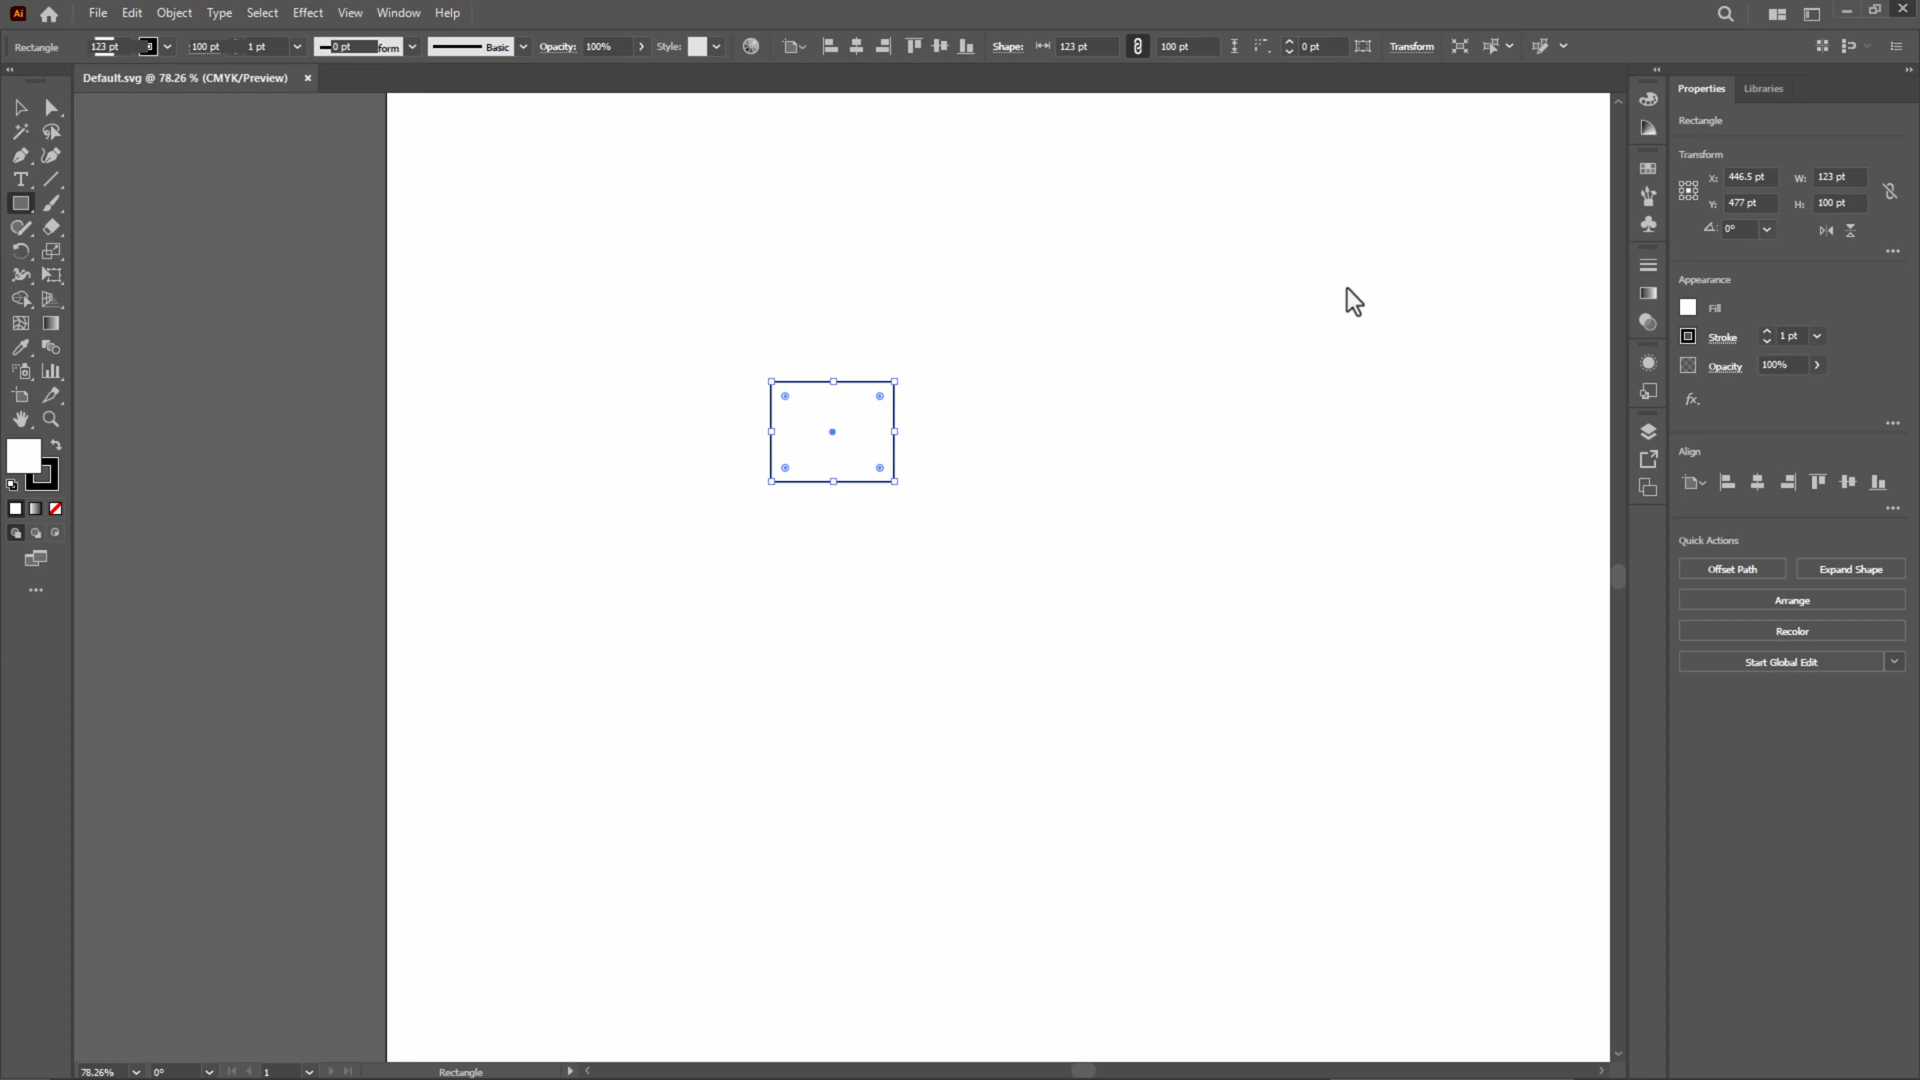 Ai File Edit Object Type Select Effect View Window Help
Rectangle 123 pt 100 pt 1 pt 0 pt form Basic Opacity: 100% Style: Shape: 123 pt 100 pt 0 pt Transform
Default.svg @ 78.26 % (CMYK/Preview)
Properties Libraries
Rectangle
Transform
X: 446.5 pt W: 123 pt
Y: 477 pt H: 100 pt
0°
Appearance
Fill
Stroke 1 pt
Opacity 100%
fx.
Align
Quick Actions
Offset Path Expand Shape
Arrange
Recolor
Start Global Edit
78.26% 0° 1 Rectangle